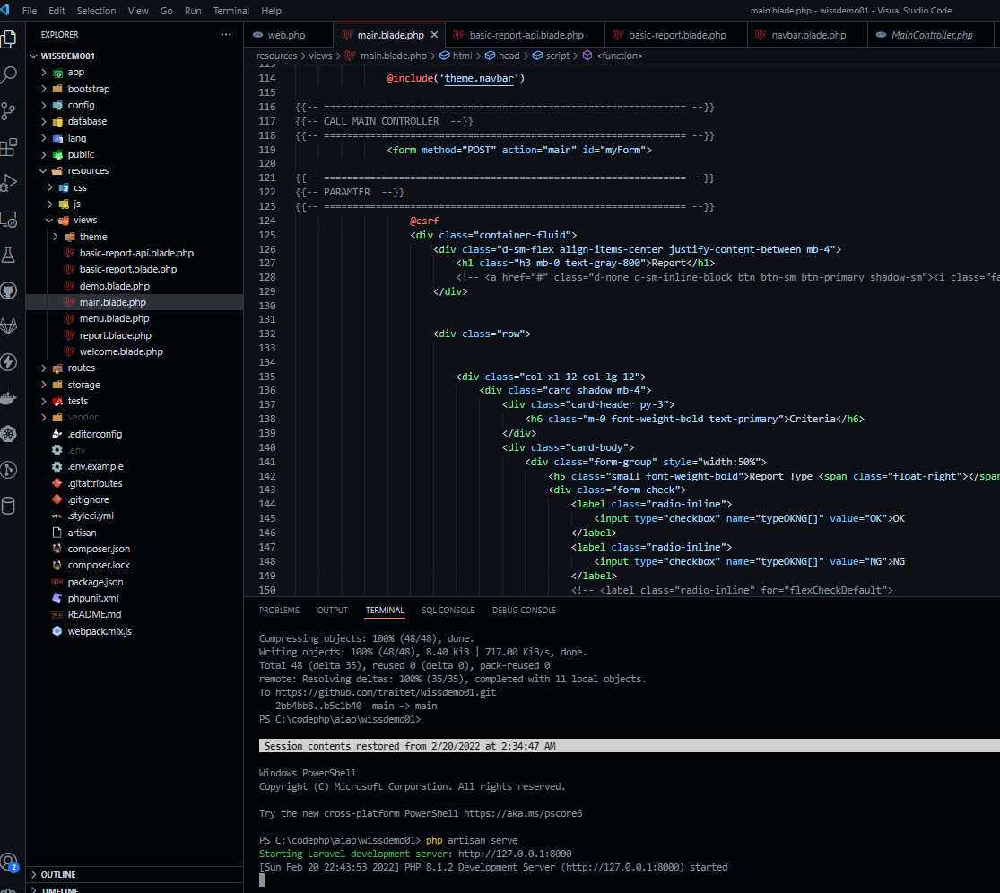 File Edit Selection View Go Run Terminal Help main.blade.php - wissdemo01 - Visual Studio Code
EXPLORER ...
WISSDEMO01
app
bootstrap
config
database
lang
public
resources
css
js
views
theme
basic-report-api.blade.php
basic-report.blade.php
demo.blade.php
main.blade.php
menu.blade.php
report.blade.php
welcome.blade.php
routes
storage
tests
vendor
.editorconfig
.env
.env.example
.gitattributes
.gitignore
.styleci.yml
artisan
composer.json
composer.lock
package.json
phpunit.xml
README.md
webpack.mix.js
OUTLINE
TIMELINE
2
web.php main.blade.php basic-report-api.blade.php basic-report.blade.php navbar.blade.php MainController.php
resources > views > main.blade.php > html > head > script > <function>
113
114 @include('theme.navbar')
115
116 {{-- =============================================================== --}}
117 {{-- CALL MAIN CONTROLLER --}}
118 {{-- =============================================================== --}}
119 <form method="POST" action="main" id="myForm">
120
121 {{-- =============================================================== --}}
122 {{-- PARAMTER --}}
123 {{-- =============================================================== --}}
124 @csrf
125 <div class="container-fluid">
126 <div class="d-sm-flex align-items-center justify-content-between mb-4">
127 <h1 class="h3 mb-0 text-gray-800">Report</h1>
128 <!-- <a href="#" class="d-none d-sm-inline-block btn btn-sm btn-primary shadow-sm"><i class="fa
129 </div>
130
131
132 <div class="row">
133
134
135 <div class="col-xl-12 col-lg-12">
136 <div class="card shadow mb-4">
137 <div class="card-header py-3">
138 <h6 class="m-0 font-weight-bold text-primary">Criteria</h6>
139 </div>
140 <div class="card-body">
141 <div class="form-group" style="width:50%">
142 <h5 class="small font-weight-bold">Report Type <span class="float-right"></span
143 <div class="form-check">
144 <label class="radio-inline">
145 <input type="checkbox" name="typeOKNG[]" value="OK">OK
146 </label>
147 <label class="radio-inline">
148 <input type="checkbox" name="typeOKNG[]" value="NG">NG
149 </label>
150 <!-- <label class="radio-inline" for="flexCheckDefault">
PROBLEMS OUTPUT TERMINAL SQL CONSOLE DEBUG CONSOLE
Compressing objects: 100% (48/48), done.
Writing objects: 100% (48/48), 8.40 KiB | 717.00 KiB/s, done.
Total 48 (delta 35), reused 0 (delta 0), pack-reused 0
remote: Resolving deltas: 100% (35/35), completed with 11 local objects.
To https://github.com/traitet/wissdemo01.git
2bb4bb8..b5c1b40 main -> main
PS C:\codephp\aiap\wissdemo01>
Session contents restored from 2/20/2022 at 2:34:47 AM
Windows PowerShell
Copyright (C) Microsoft Corporation. All rights reserved.
Try the new cross-platform PowerShell https://aka.ms/pscore6
PS C:\codephp\aiap\wissdemo01> php artisan serve
Starting Laravel development server: http://127.0.0.1:8000
[Sun Feb 20 22:43:53 2022] PHP 8.1.2 Development Server (http://127.0.0.1:8000) started